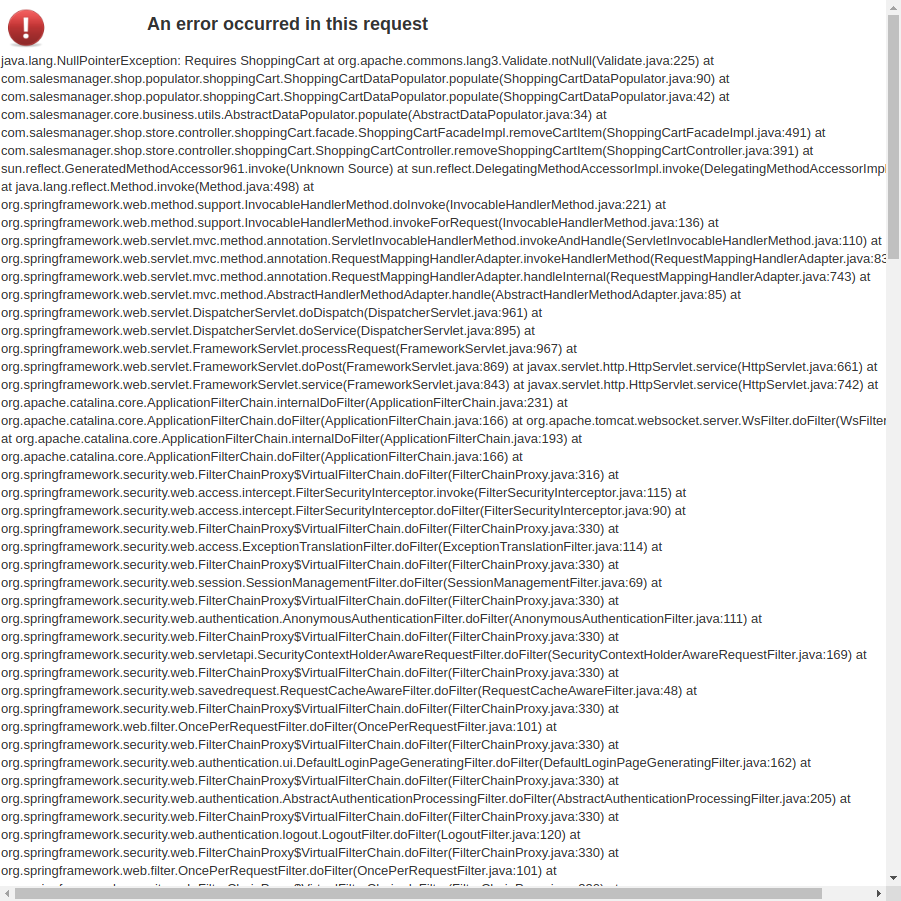 An error occurred in this request
java.lang.NullPointerException: Requires ShoppingCart at org.apache.commons.lang3.Validate.notNull(Validate.java:225) at
com.salesmanager.shop.populator.shoppingCart.ShoppingCartDataPopulator.populate(ShoppingCartDataPopulator.java:90) at
com.salesmanager.shop.populator.shoppingCart.ShoppingCartDataPopulator.populate(ShoppingCartDataPopulator.java:42) at
com.salesmanager.core.business.utils.AbstractDataPopulator.populate(AbstractDataPopulator.java:34) at
com.salesmanager.shop.store.controller.shoppingCart.facade.ShoppingCartFacadeImpl.removeCartItem(ShoppingCartFacadeImpl.java:491) at
com.salesmanager.shop.store.controller.shoppingCart.ShoppingCartController.removeShoppingCartItem(ShoppingCartController.java:391) at
sun.reflect.GeneratedMethodAccessor961.invoke(Unknown Source) at sun.reflect.DelegatingMethodAccessorImpl.invoke(DelegatingMethodAccessorImpl
at java.lang.reflect.Method.invoke(Method.java:498) at
org.springframework.web.method.support.InvocableHandlerMethod.doInvoke(InvocableHandlerMethod.java:221) at
org.springframework.web.method.support.InvocableHandlerMethod.invokeForRequest(InvocableHandlerMethod.java:136) at
org.springframework.web.servlet.mvc.method.annotation.ServletInvocableHandlerMethod.invokeAndHandle(ServletInvocableHandlerMethod.java:110) at
org.springframework.web.servlet.mvc.method.annotation.RequestMappingHandlerAdapter.invokeHandlerMethod(RequestMappingHandlerAdapter.java:83
org.springframework.web.servlet.mvc.method.annotation.RequestMappingHandlerAdapter.handleInternal(RequestMappingHandlerAdapter.java:743) at
org.springframework.web.servlet.mvc.method.AbstractHandlerMethodAdapter.handle(AbstractHandlerMethodAdapter.java:85) at
org.springframework.web.servlet.DispatcherServlet.doDispatch(DispatcherServlet.java:961) at
org.springframework.web.servlet.DispatcherServlet.doService(DispatcherServlet.java:895) at
org.springframework.web.servlet.FrameworkServlet.processRequest(FrameworkServlet.java:967) at
org.springframework.web.servlet.FrameworkServlet.doPost(FrameworkServlet.java:869) at javax.servlet.http.HttpServlet.service(HttpServlet.java:661) at
org.springframework.web.servlet.FrameworkServlet.service(FrameworkServlet.java:843) at javax.servlet.http.HttpServlet.service(HttpServlet.java:742) at
org.apache.catalina.core.ApplicationFilterChain.internalDoFilter(ApplicationFilterChain.java:231) at
org.apache.catalina.core.ApplicationFilterChain.doFilter(ApplicationFilterChain.java:166) at org.apache.tomcat.websocket.server.WsFilter.doFilter(WsFilter
at org.apache.catalina.core.ApplicationFilterChain.internalDoFilter(ApplicationFilterChain.java:193) at
org.apache.catalina.core.ApplicationFilterChain.doFilter(ApplicationFilterChain.java:166) at
org.springframework.security.web.FilterChainProxy$VirtualFilterChain.doFilter(FilterChainProxy.java:316) at
org.springframework.security.web.access.intercept.FilterSecurityInterceptor.invoke(FilterSecurityInterceptor.java:115) at
org.springframework.security.web.access.intercept.FilterSecurityInterceptor.doFilter(FilterSecurityInterceptor.java:90) at
org.springframework.security.web.FilterChainProxy$VirtualFilterChain.doFilter(FilterChainProxy.java:330) at
org.springframework.security.web.access.ExceptionTranslationFilter.doFilter(ExceptionTranslationFilter.java:114) at
org.springframework.security.web.FilterChainProxy$VirtualFilterChain.doFilter(FilterChainProxy.java:330) at
org.springframework.security.web.session.SessionManagementFilter.doFilter(SessionManagementFilter.java:69) at
org.springframework.security.web.FilterChainProxy$VirtualFilterChain.doFilter(FilterChainProxy.java:330) at
org.springframework.security.web.authentication.AnonymousAuthenticationFilter.doFilter(AnonymousAuthenticationFilter.java:111) at
org.springframework.security.web.FilterChainProxy$VirtualFilterChain.doFilter(FilterChainProxy.java:330) at
org.springframework.security.web.servletapi.SecurityContextHolderAwareRequestFilter.doFilter(SecurityContextHolderAwareRequestFilter.java:169) at
org.springframework.security.web.FilterChainProxy$VirtualFilterChain.doFilter(FilterChainProxy.java:330) at
org.springframework.security.web.savedrequest.RequestCacheAwareFilter.doFilter(RequestCacheAwareFilter.java:48) at
org.springframework.security.web.FilterChainProxy$VirtualFilterChain.doFilter(FilterChainProxy.java:330) at
org.springframework.web.filter.OncePerRequestFilter.doFilter(OncePerRequestFilter.java:101) at
org.springframework.security.web.FilterChainProxy$VirtualFilterChain.doFilter(FilterChainProxy.java:330) at
org.springframework.security.web.authentication.ui.DefaultLoginPageGeneratingFilter.doFilter(DefaultLoginPageGeneratingFilter.java:162) at
org.springframework.security.web.FilterChainProxy$VirtualFilterChain.doFilter(FilterChainProxy.java:330) at
org.springframework.security.web.authentication.AbstractAuthenticationProcessingFilter.doFilter(AbstractAuthenticationProcessingFilter.java:205) at
org.springframework.security.web.FilterChainProxy$VirtualFilterChain.doFilter(FilterChainProxy.java:330) at
org.springframework.security.web.authentication.logout.LogoutFilter.doFilter(LogoutFilter.java:120) at
org.springframework.security.web.FilterChainProxy$VirtualFilterChain.doFilter(FilterChainProxy.java:330) at
org.springframework.web.filter.OncePerRequestFilter.doFilter(OncePerRequestFilter.java:101) at